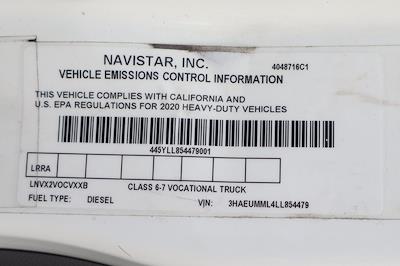 NAVISTAR, INC.
4048716C1
VEHICLE EMISSIONS CONTROL INFORMATION
THIS VEHICLE COMPLIES WITH CALIFORNIA AND
U.S. EPA REGULATIONS FOR 2020 HEAVY-DUTY VEHICLES
445YLL854479001
LRRA
LNVX2VOCVXXB CLASS 6-7 VOCATIONAL TRUCK
FUEL TYPE: DIESEL VIN: 3HAEUMML4LL854479